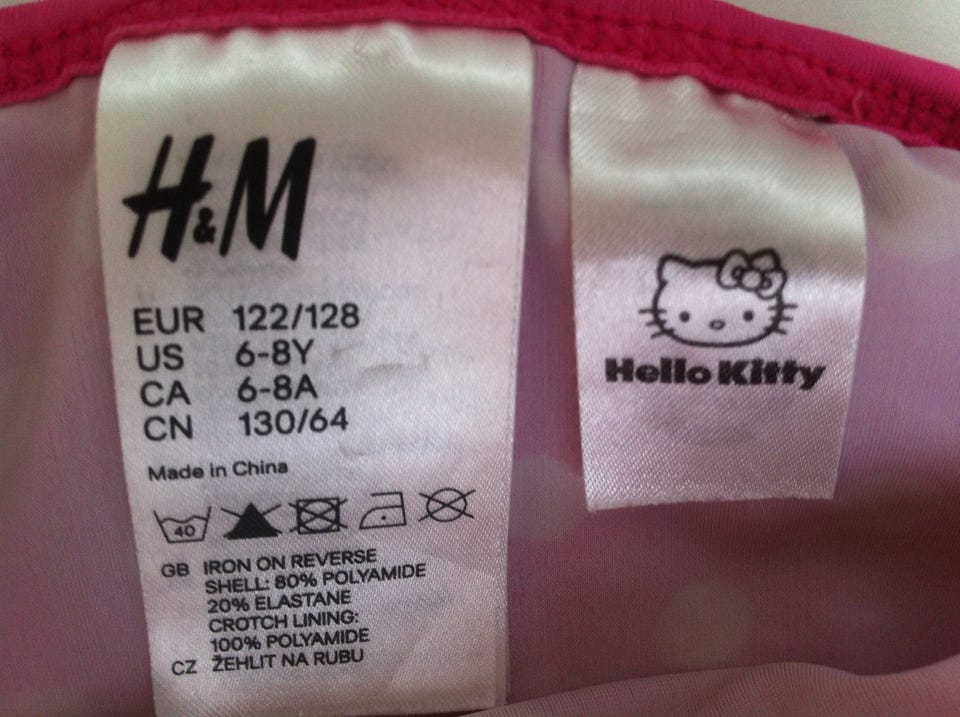 H&M
EUR 122/128
US 6-8Y
CA 6-8A
CN 130/64
Made in China
40
GB IRON ON REVERSE
SHELL: 80% POLYAMIDE
20% ELASTANE
CROTCH LINING:
100% POLYAMIDE
CZ ŽEHLIT NA RUBU
Hello Kitty